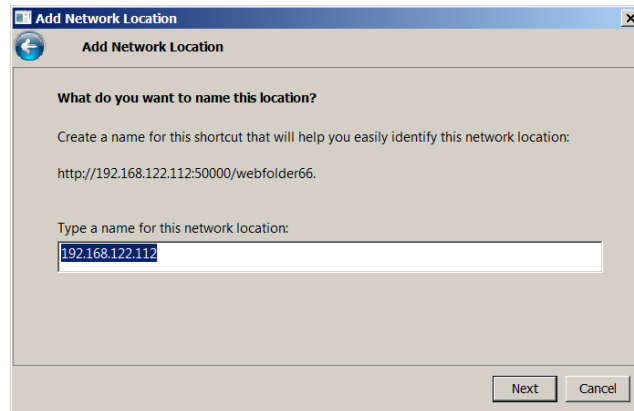 Add Network Location
Add Network Location
What do you want to name this location?
Create a name for this shortcut that will help you easily identify this network location:
http://192.168.122.112:50000/webfolder66.
Type a name for this network location:
192.168.122.112
Next Cancel